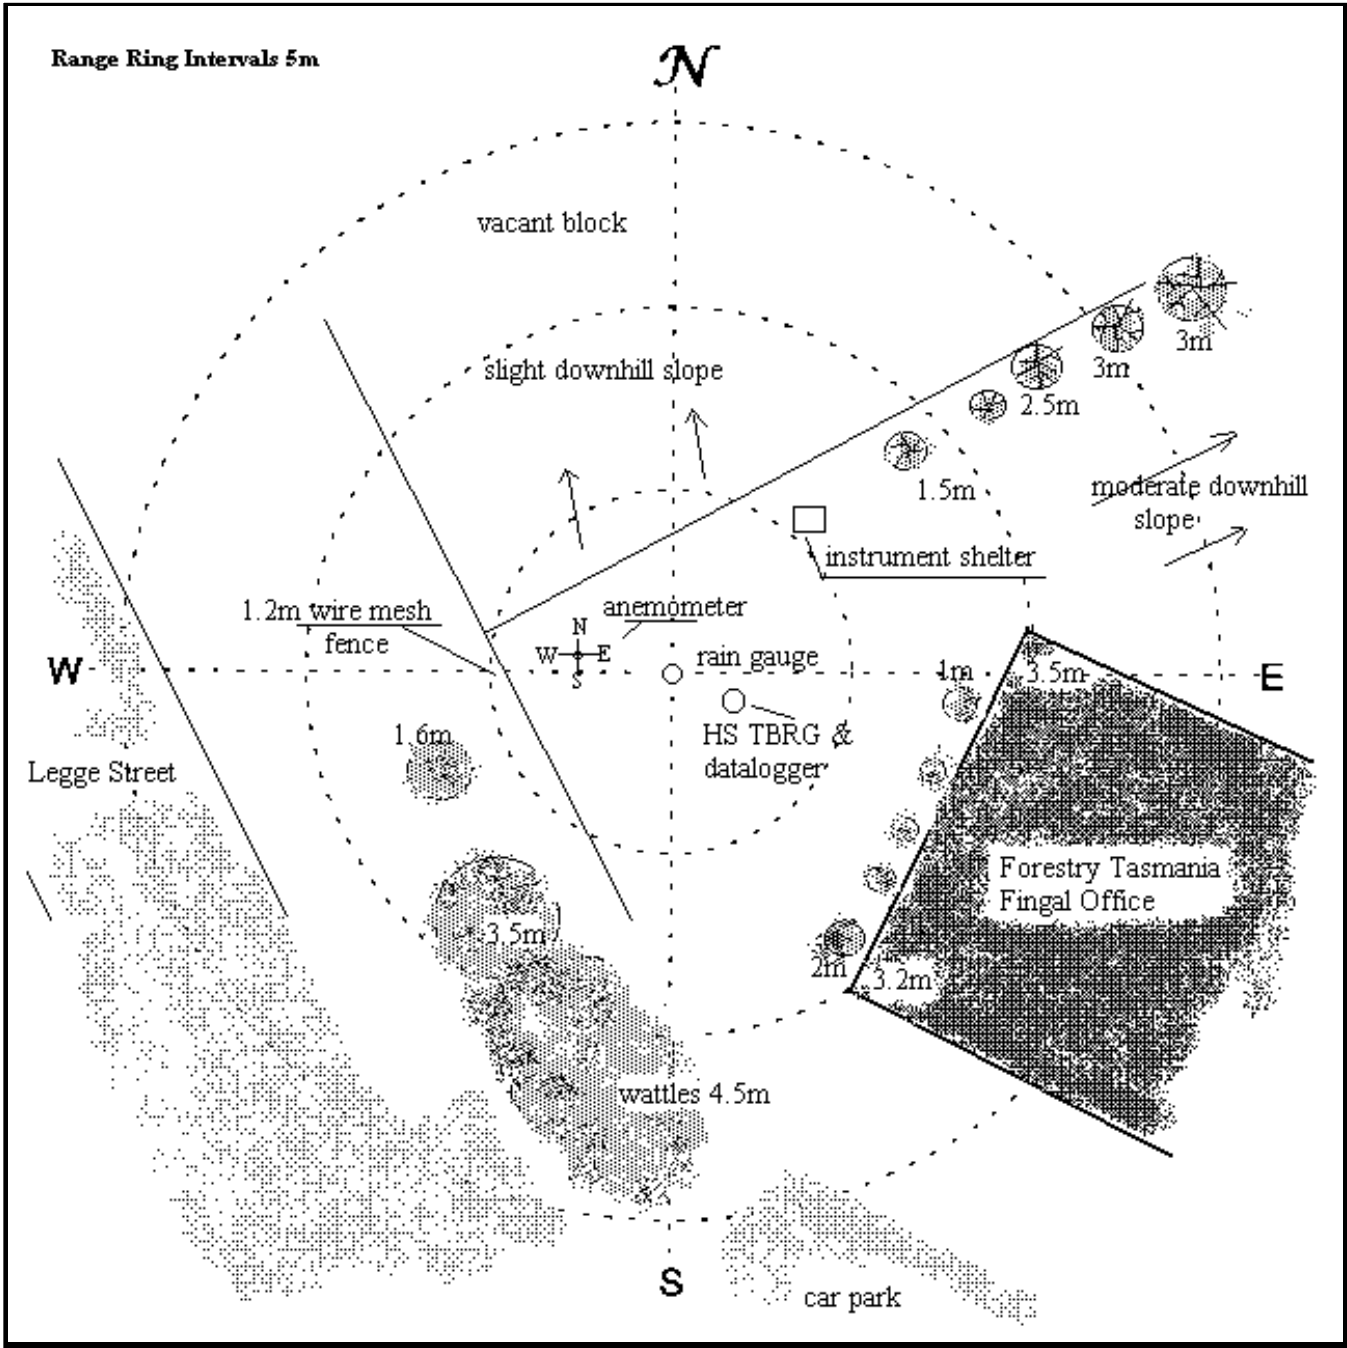 Range Ring Intervals 5m
N
vacant block
slight downhill slope
3m
3m
2.5m
1.5m
moderate downhill
slope
instrument shelter
1.2m wire mesh
fence
anemometer
N
W E
S
W
rain gauge
1m
3.5m
E
HS TBRG &
datalogger
1.6m
Legge Street
Forestry Tasmania
Fingal Office
3.5m
2m
3.2m
wattles 4.5m
S
car park